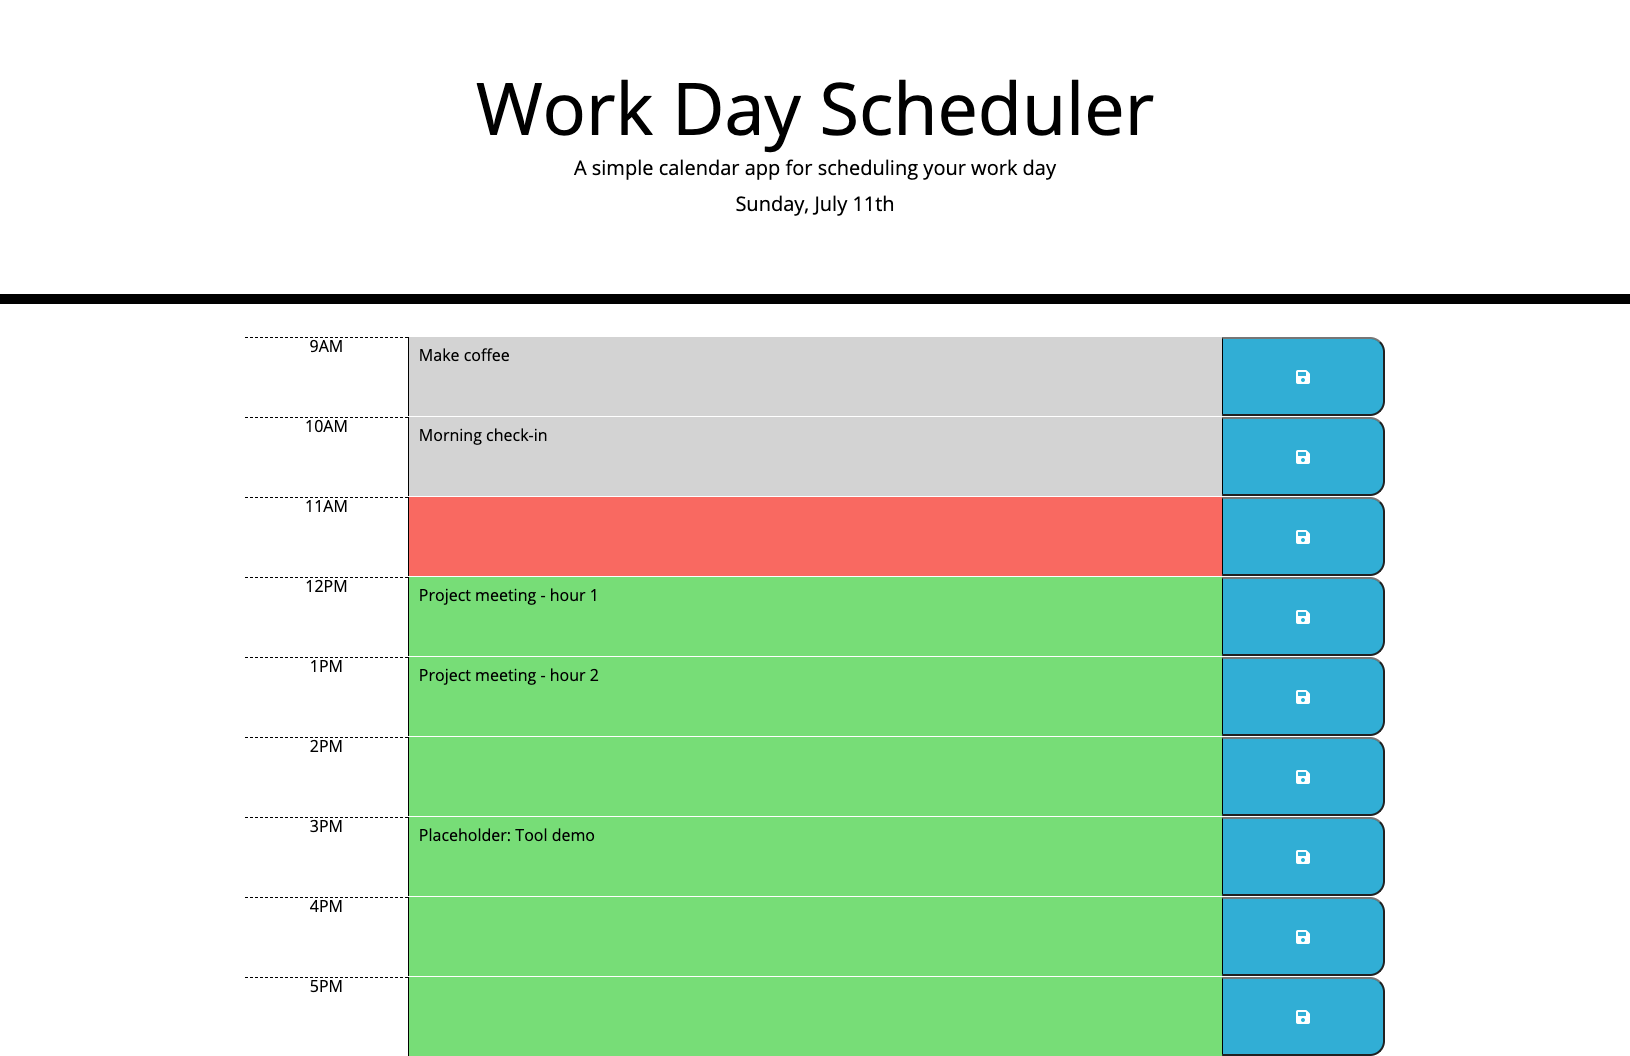 Work Day Scheduler
A simple calendar app for scheduling your work day
Sunday, July 11th
9AM
Make coffee
10AM
Morning check-in
11AM
12PM
Project meeting - hour 1
1PM
Project meeting - hour 2
2PM
3PM
Placeholder: Tool demo
4PM
5PM